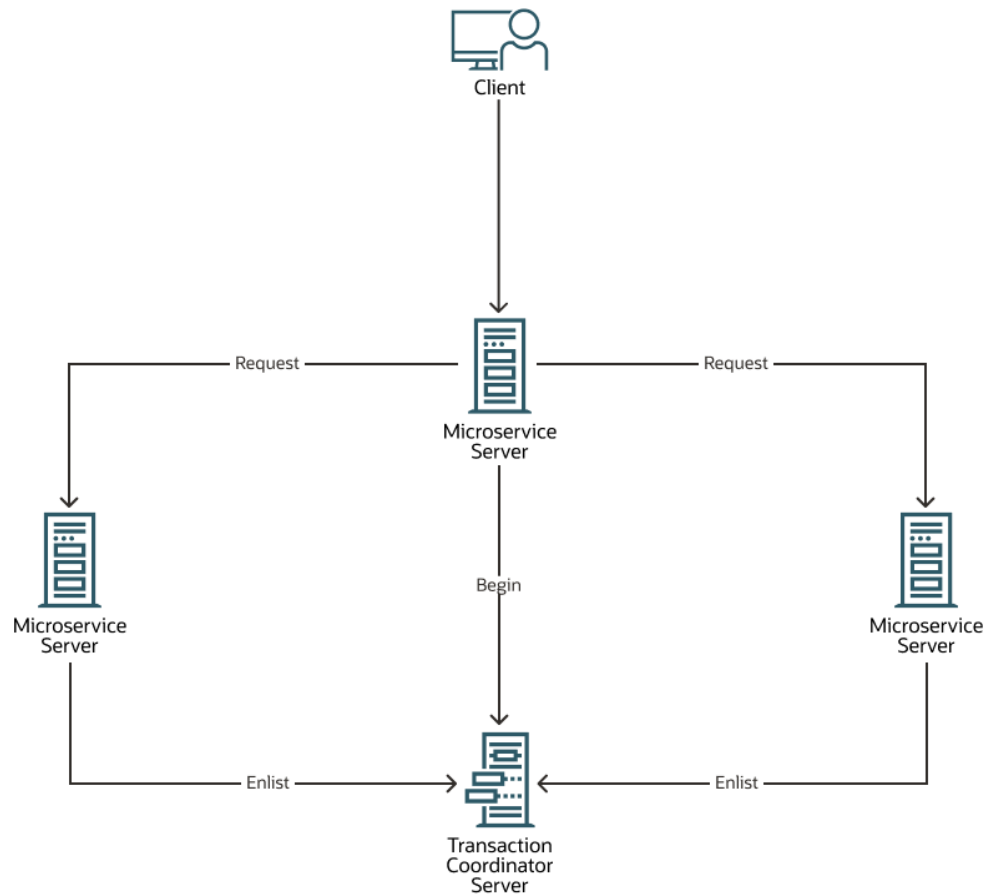 Client
Request
Request
Microservice
Server
Begin
Microservice
Server
Microservice
Server
Enlist
Enlist
Transaction
Coordinator
Server